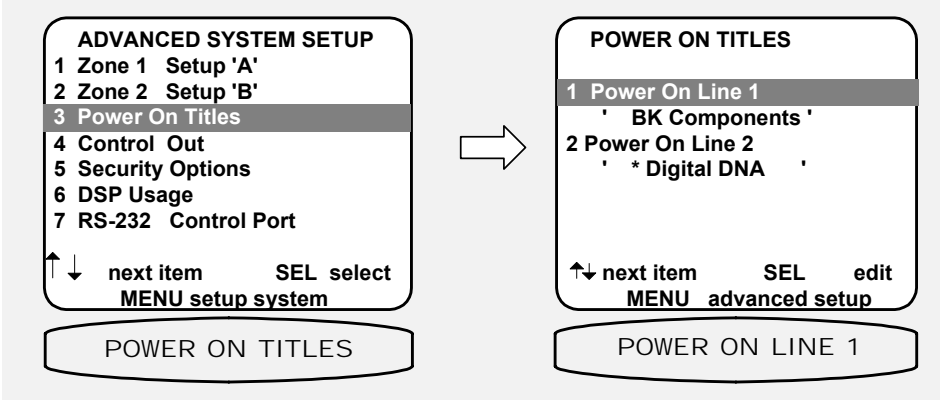 ADVANCED SYSTEM SETUP
1 Zone 1 Setup 'A'
2 Zone 2 Setup 'B'
3 Power On Titles
4 Control Out
5 Security Options
6 DSP Usage
7 RS-232 Control Port
↑↓ next item SEL select
MENU setup system
POWER ON TITLES
POWER ON TITLES
1 Power On Line 1
' BK Components '
2 Power On Line 2
' * Digital DNA '
↑↓ next item SEL edit
MENU advanced setup
POWER ON LINE 1